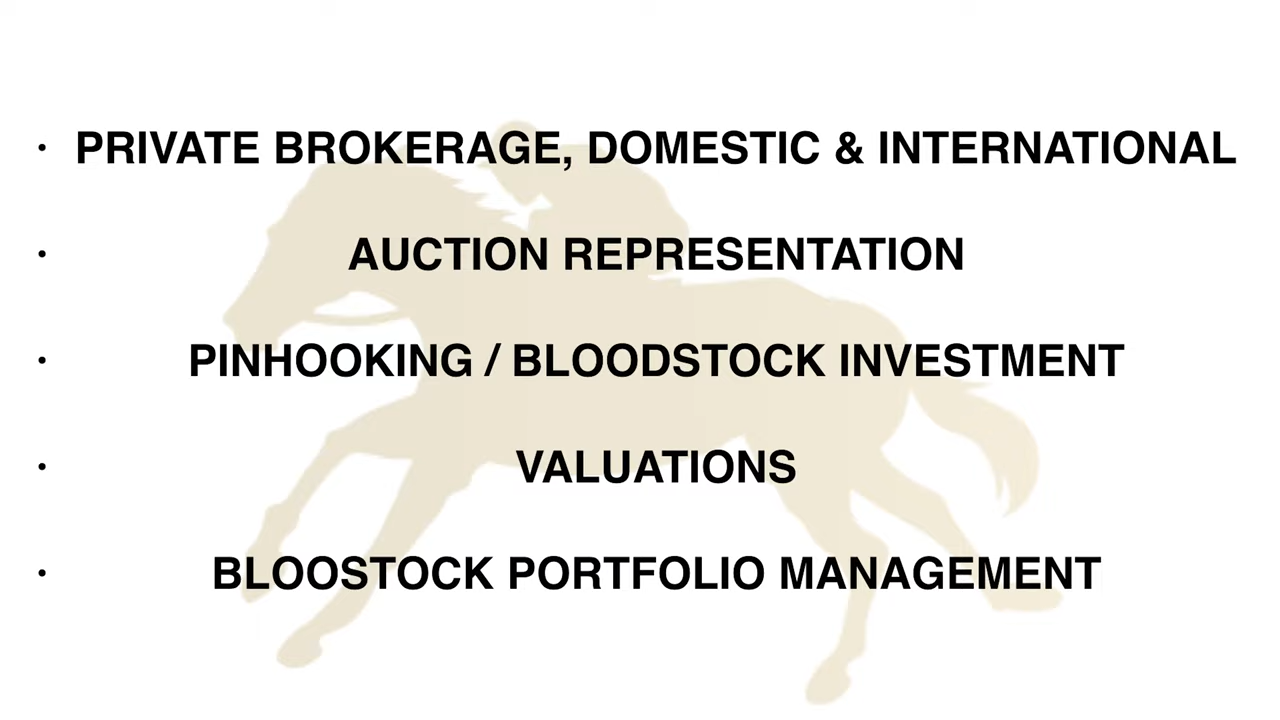 • PRIVATE BROKERAGE, DOMESTIC & INTERNATIONAL
• AUCTION REPRESENTATION
• PINHOOKING / BLOODSTOCK INVESTMENT
• VALUATIONS
• BLOOSTOCK PORTFOLIO MANAGEMENT